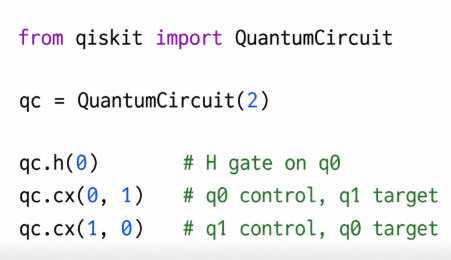 from qiskit import QuantumCircuit
qc = QuantumCircuit(2)
qc.h(0) # H gate on q0
qc.cx(0, 1) # q0 control, q1 target
qc.cx(1, 0) # q1 control, q0 target